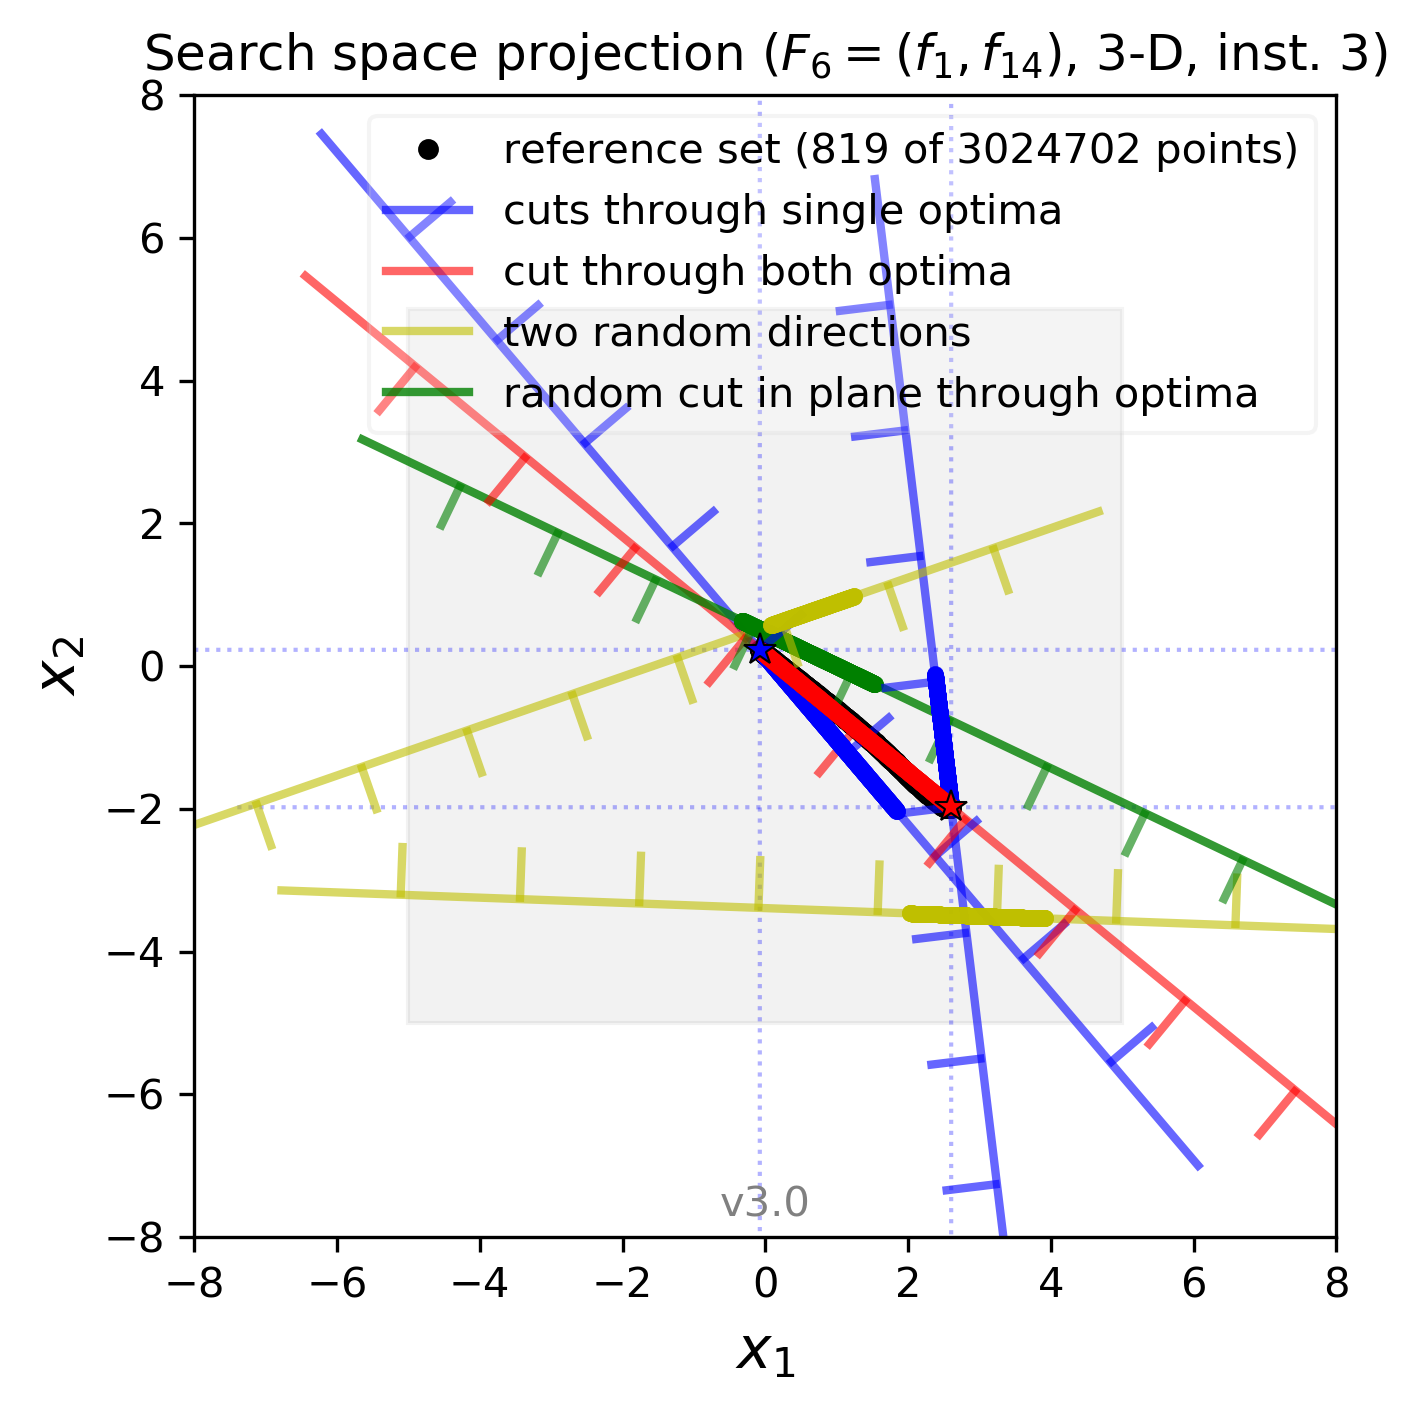 Search space projection (F₆ = (f₁, f₁₄), 3-D, inst. 3)
reference set (819 of 3024702 points)
cuts through single optima
cut through both optima
two random directions
random cut in plane through optima
8
6
4
2
0
−2
−4
−6
−8
x₂
v3.0
−8 −6 −4 −2 0 2 4 6 8
x₁